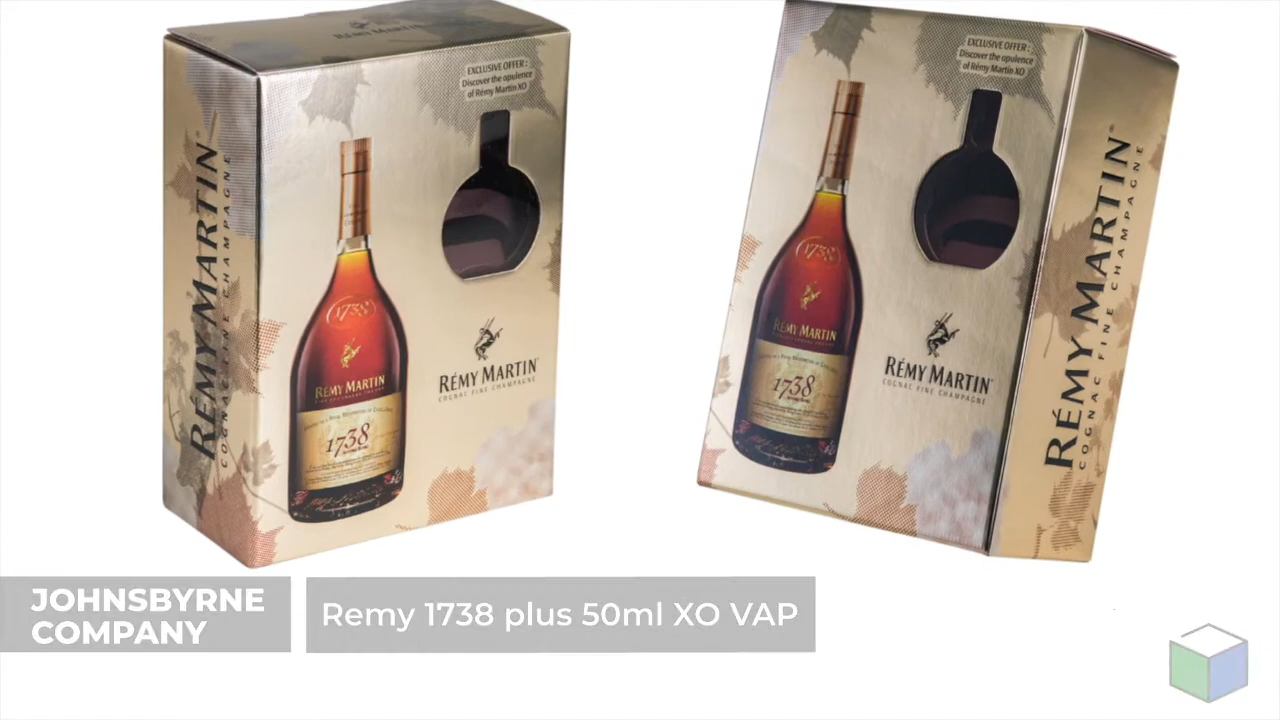 RÉMY MARTIN
EXCLUSIVE OFFER :
Discover the opulence
of Rémy Martin XO
RÉMY MARTIN®
COGNAC FINE CHAMPAGNE
1738
RÉMY MARTIN
1738
RÉMY MARTIN
COGNAC FINE CHAMPAGNE
EXCLUSIVE OFFER :
Discover the opulence
of Rémy Martin XO
1738
RÉMY MARTIN
1738
RÉMY MARTIN
COGNAC FINE CHAMPAGNE
RÉMY MARTIN®
COGNAC FINE CHAMPAGNE
JOHNSBYRNE
COMPANY
Remy 1738 plus 50ml XO VAP